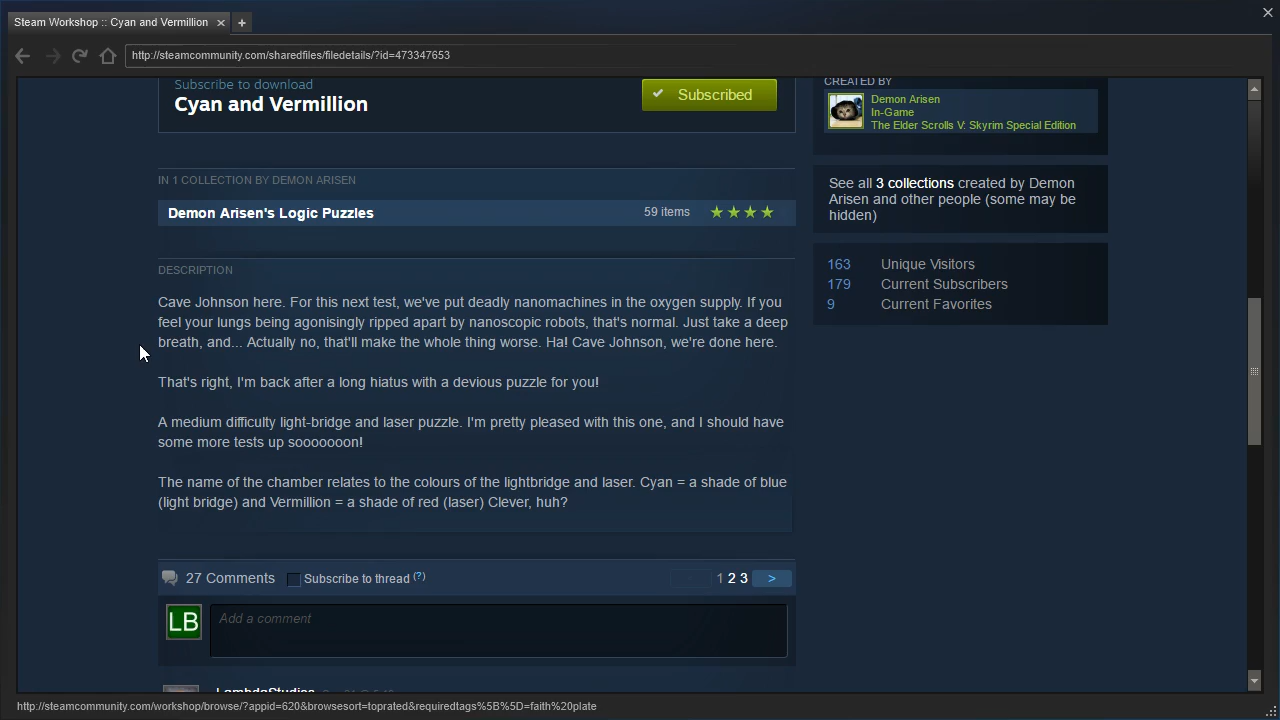 Steam Workshop :: Cyan and Vermillion
http://steamcommunity.com/sharedfiles/filedetails/?id=473347653
Subscribe to download
Cyan and Vermillion
Subscribed
IN 1 COLLECTION BY DEMON ARISEN
Demon Arisen's Logic Puzzles
59 items
DESCRIPTION
Cave Johnson here. For this next test, we've put deadly nanomachines in the oxygen supply. If you
feel your lungs being agonisingly ripped apart by nanoscopic robots, that's normal. Just take a deep
breath, and... Actually no, that'll make the whole thing worse. Ha! Cave Johnson, we're done here.
That's right, I'm back after a long hiatus with a devious puzzle for you!
A medium difficulty light-bridge and laser puzzle. I'm pretty pleased with this one, and I should have
some more tests up sooooooon!
The name of the chamber relates to the colours of the lightbridge and laser. Cyan = a shade of blue
(light bridge) and Vermillion = a shade of red (laser) Clever, huh?
27 Comments
Subscribe to thread (?)
1 2 3 >
LB
Add a comment
LambdaStudios
CREATED BY
Demon Arisen
In-Game
The Elder Scrolls V: Skyrim Special Edition
See all 3 collections created by Demon
Arisen and other people (some may be
hidden)
163 Unique Visitors
179 Current Subscribers
9 Current Favorites
http://steamcommunity.com/workshop/browse/?appid=620&browsesort=toprated&requiredtags%5B%5D=faith%20plate